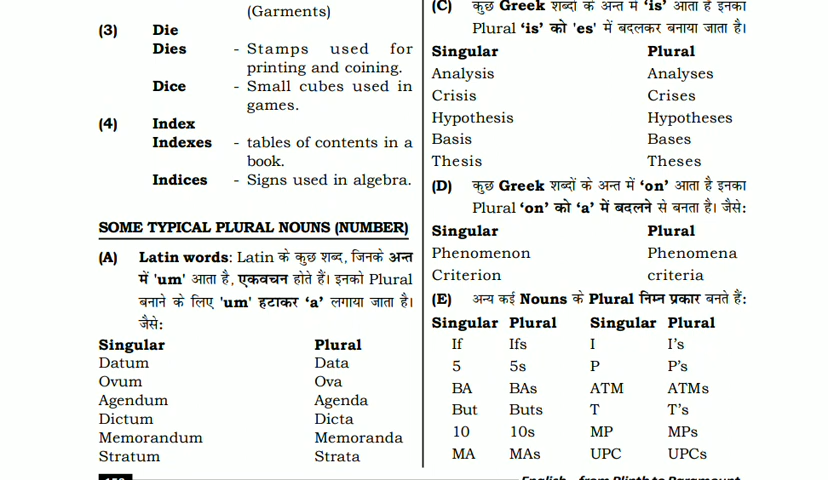 (Garments)
(3) Die
Dies - Stamps used for
printing and coining.
Dice - Small cubes used in
games.
(4) Index
Indexes - tables of contents in a
book.
Indices - Signs used in algebra.
SOME TYPICAL PLURAL NOUNS (NUMBER)
(A) Latin words: Latin के कुछ शब्द, जिनके अन्त
में 'um' आता है, एकवचन होते हैं। इनको Plural
बनाने के लिए 'um' हटाकर ‘a’ लगाया जाता है।
जैसे:
Singular Plural
Datum Data
Ovum Ova
Agendum Agenda
Dictum Dicta
Memorandum Memoranda
Stratum Strata
(C) कुछ Greek शब्दों के अन्त में ‘is’ आता है इनका
Plural ‘is’ को 'es' में बदलकर बनाया जाता है।
Singular Plural
Analysis Analyses
Crisis Crises
Hypothesis Hypotheses
Basis Bases
Thesis Theses
(D) कुछ Greek शब्दों के अन्त में ‘on’ आता है इनका
Plural ‘on’ को ‘a’ में बदलने से बनता है। जैसे:
Singular Plural
Phenomenon Phenomena
Criterion criteria
(E) अन्य कई Nouns के Plural निम्न प्रकार बनते हैं:
Singular Plural Singular Plural
If Ifs I I’s
5 5s P P’s
BA BAs ATM ATMs
But Buts T T’s
10 10s MP MPs
MA MAs UPC UPCs
English – from Plinth to Paramount